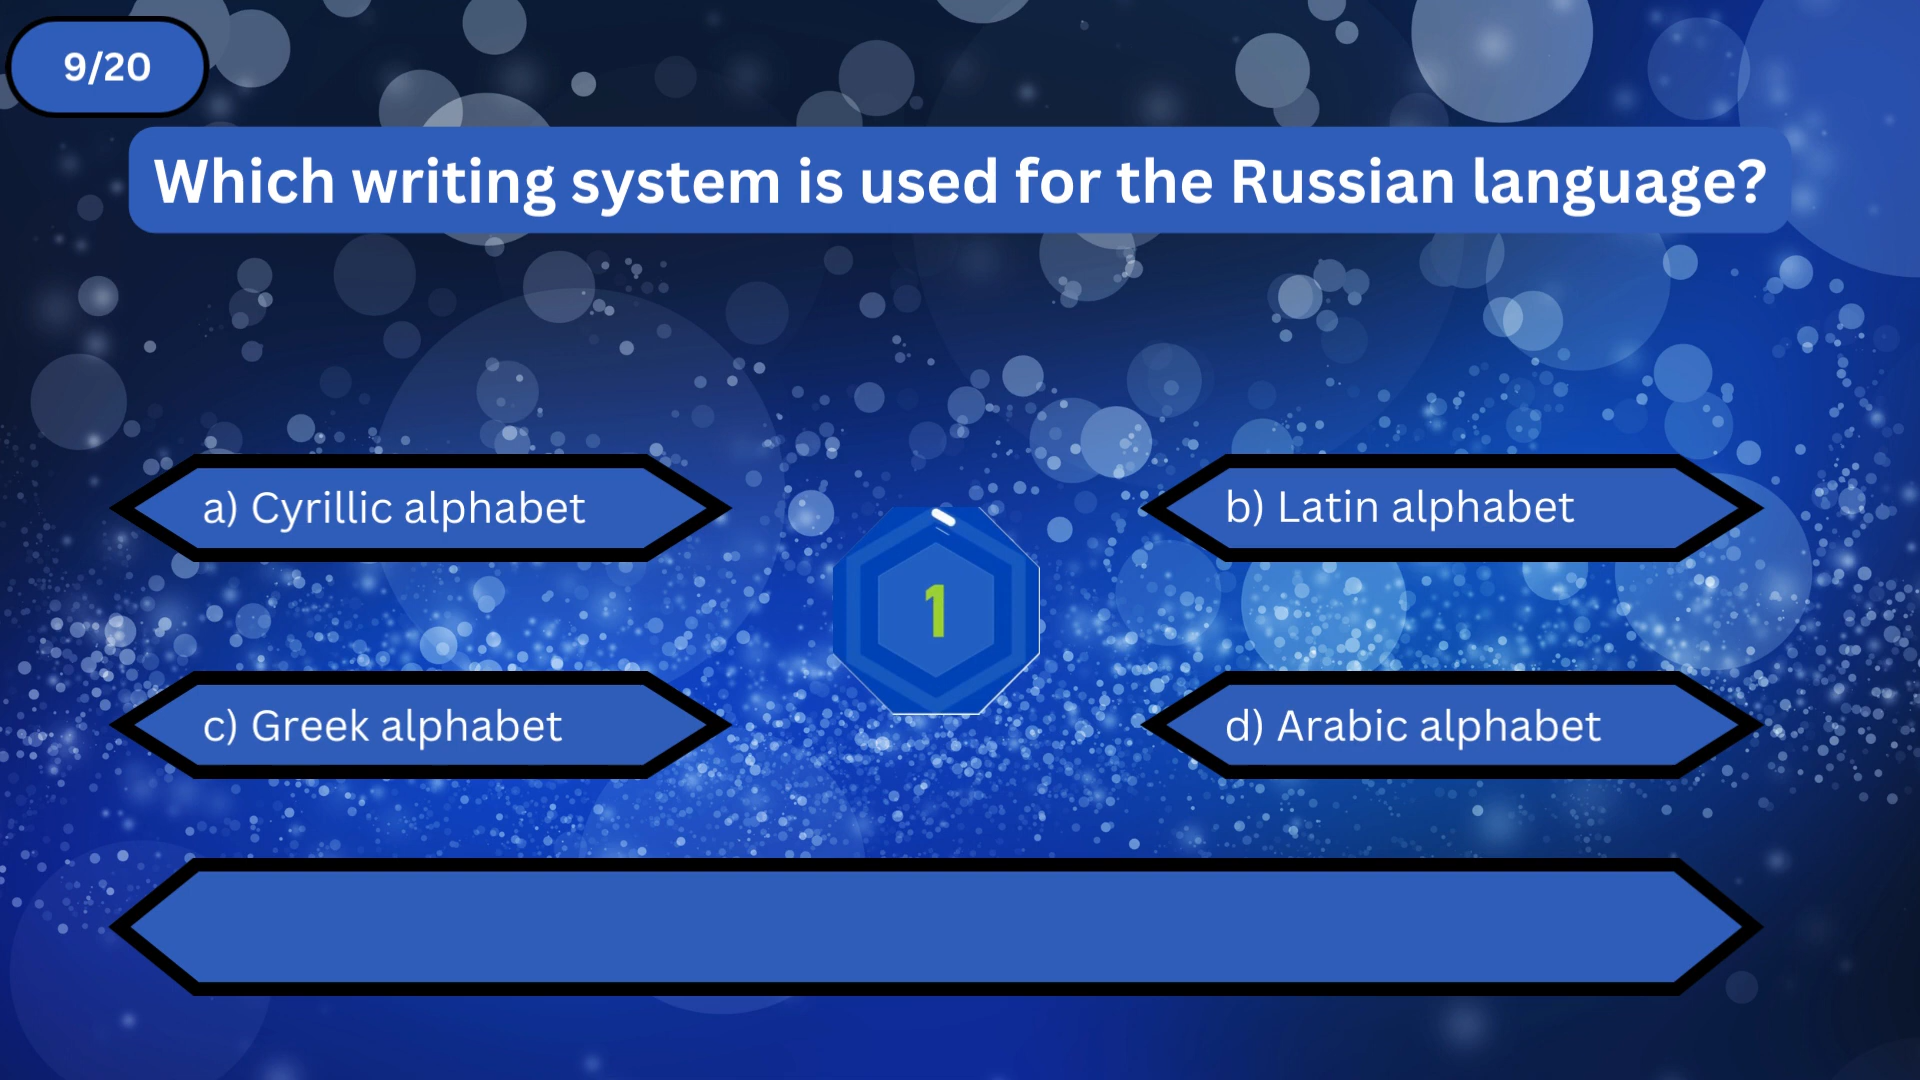 9/20
Which writing system is used for the Russian language?
a) Cyrillic alphabet
b) Latin alphabet
1
c) Greek alphabet
d) Arabic alphabet